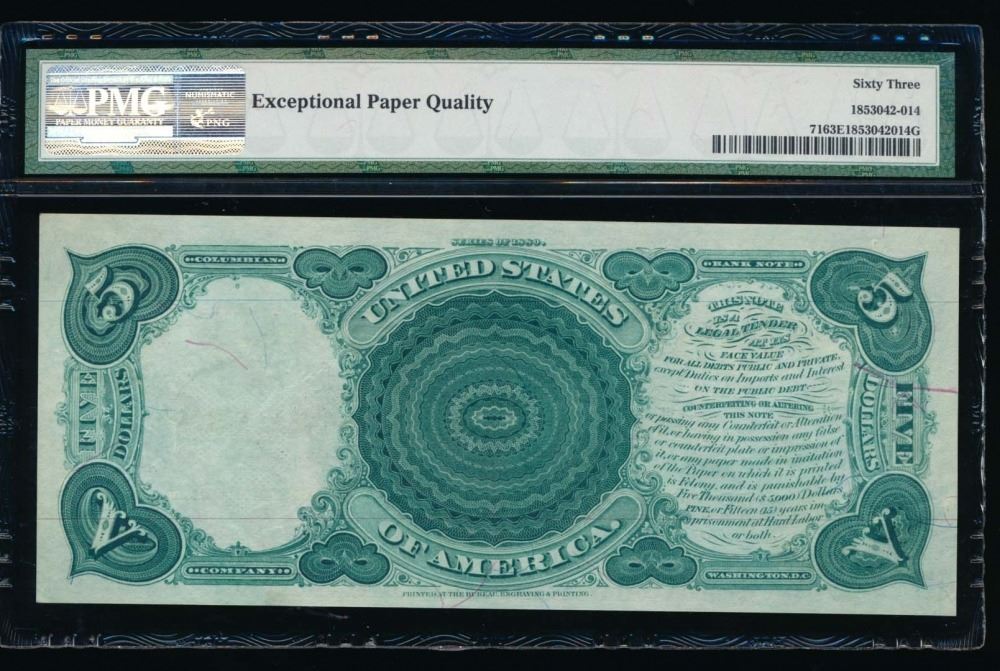 PMG
PAPER MONEY GUARANTY
NUMISMATIC
PNG
Exceptional Paper Quality
Sixty Three
1853042-014
7163E1853042014G
SERIES OF 1880.
COLUMBIAN
BANK NOTE
UNITED STATES
5
5
THIS NOTE
IS A
LEGAL TENDER
AT ITS
FACE VALUE
FOR ALL DEBTS PUBLIC AND PRIVATE,
except Duties on Imports and Interest
ON THE PUBLIC DEBT.
COUNTERFEITING OR ALTERING
THIS NOTE
or passing any Counterfeit or Alteration
of it, or having in possession any false
or counterfeit plate or impression of
it, or any paper made in imitation
of the Paper on which it is printed
is Felony, and is punishable by
Five Thousand ($5000) Dollars
FINE, or Fifteen (15) years im
prisonment at Hard Labor
or both.
FIVE
DOLLARS
DOLLARS
FIVE
V
V
OF AMERICA.
COMPANY
WASHINGTON, D.C.
PRINTED AT THE BUREAU, ENGRAVING & PRINTING.